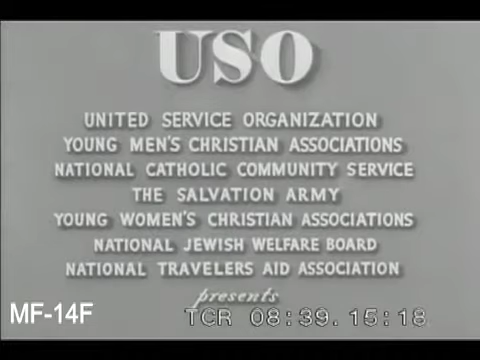 USO
UNITED SERVICE ORGANIZATION
YOUNG MEN'S CHRISTIAN ASSOCIATIONS
NATIONAL CATHOLIC COMMUNITY SERVICE
THE SALVATION ARMY
YOUNG WOMEN'S CHRISTIAN ASSOCIATIONS
NATIONAL JEWISH WELFARE BOARD
NATIONAL TRAVELERS AID ASSOCIATION
presents
MF-14F TCR 08:39.15:18